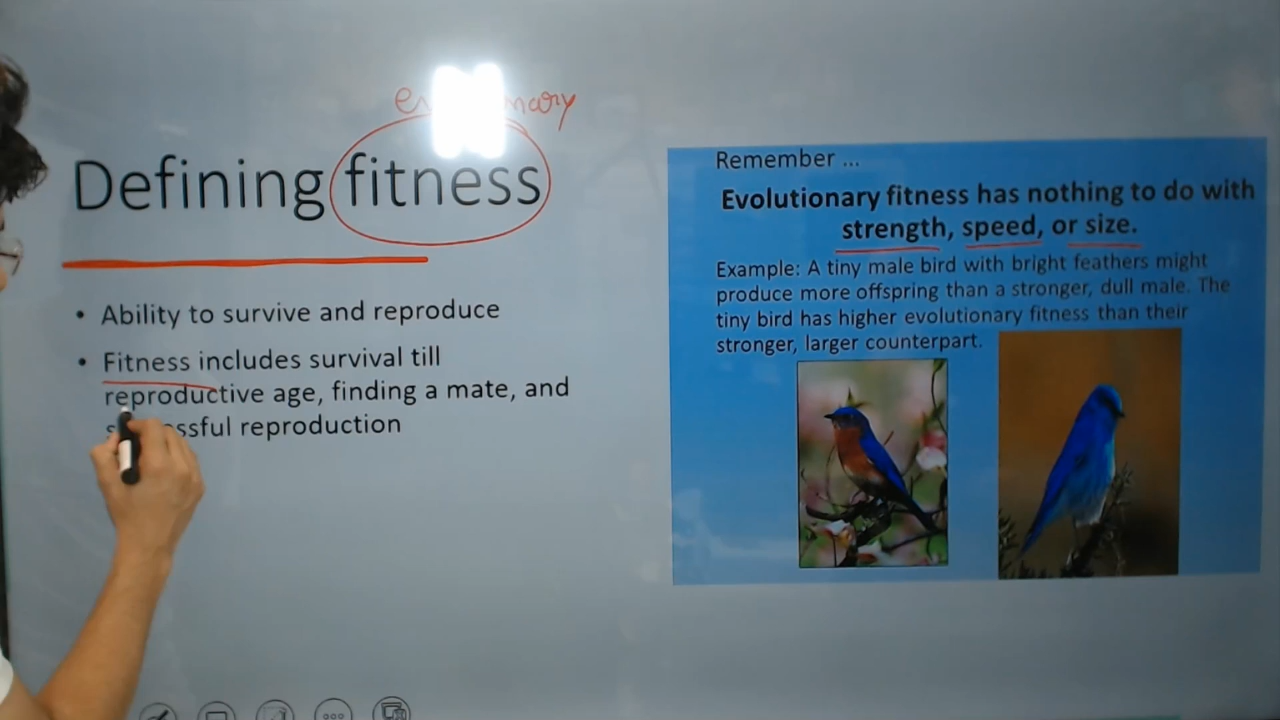 Defining fitness
• Ability to survive and reproduce
• Fitness includes survival till
reproductive age, finding a mate, and
reproduction
Remember ...
Evolutionary fitness has nothing to do with
strength, speed, or size.
Example: A tiny male bird with bright feathers might
produce more offspring than a stronger, dull male. The
tiny bird has higher evolutionary fitness than their
stronger, larger counterpart.